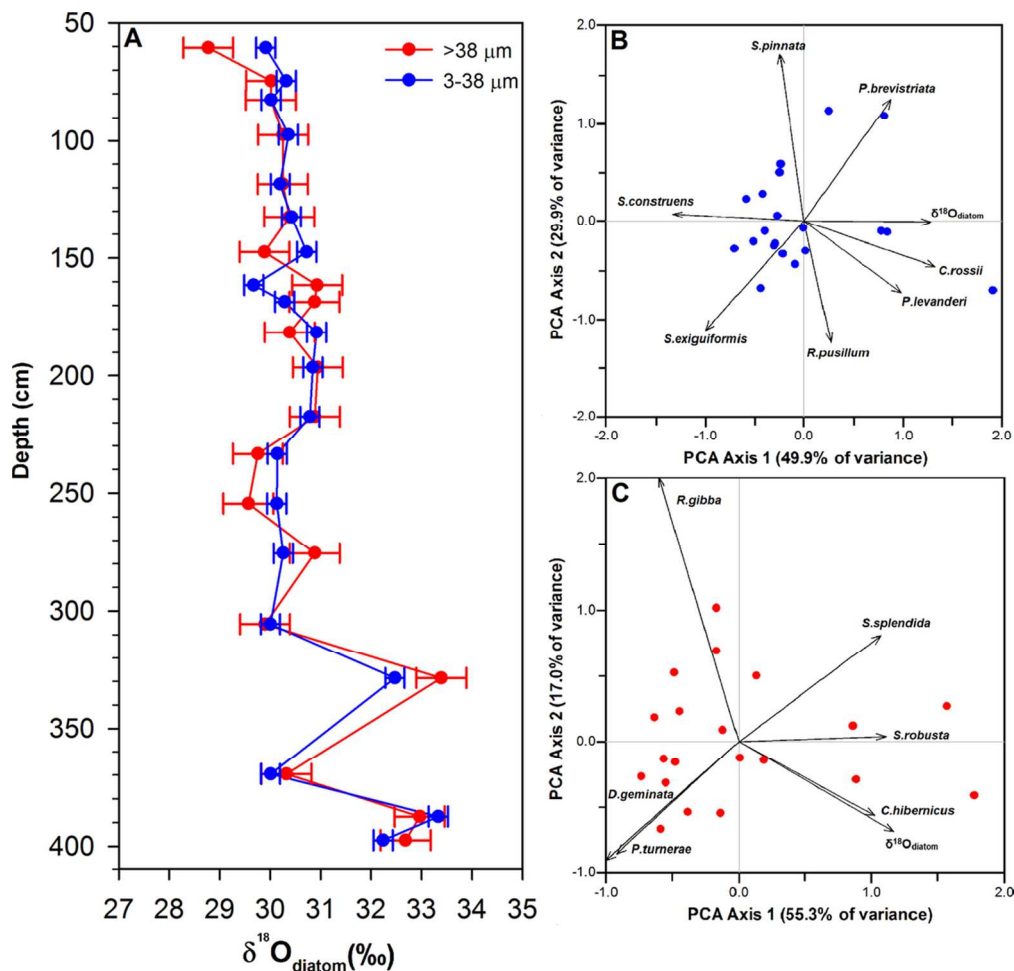 A
>38 μm
3-38 μm
Depth (cm)
50
100
150
200
250
300
350
400
27 28 29 30 31 32 33 34 35
δ¹⁸Odiatom(‰)
B
PCA Axis 2 (29.9% of variance)
2.0
1.0
0.0
-1.0
-2.0
S.pinnata
P.brevistriata
S.construens
δ¹⁸Odiatom
C.rossii
P.levanderi
S.exiguiformis
R.pusillum
-2.0 -1.0 0.0 1.0 2.0
PCA Axis 1 (49.9% of variance)
C
PCA Axis 2 (17.0% of variance)
2.0
1.0
0.0
-1.0
R.gibba
S.splendida
S.robusta
D.geminata
C.hibernicus
δ¹⁸Odiatom
P.turnerae
-1.0 0.0 1.0 2.0
PCA Axis 1 (55.3% of variance)